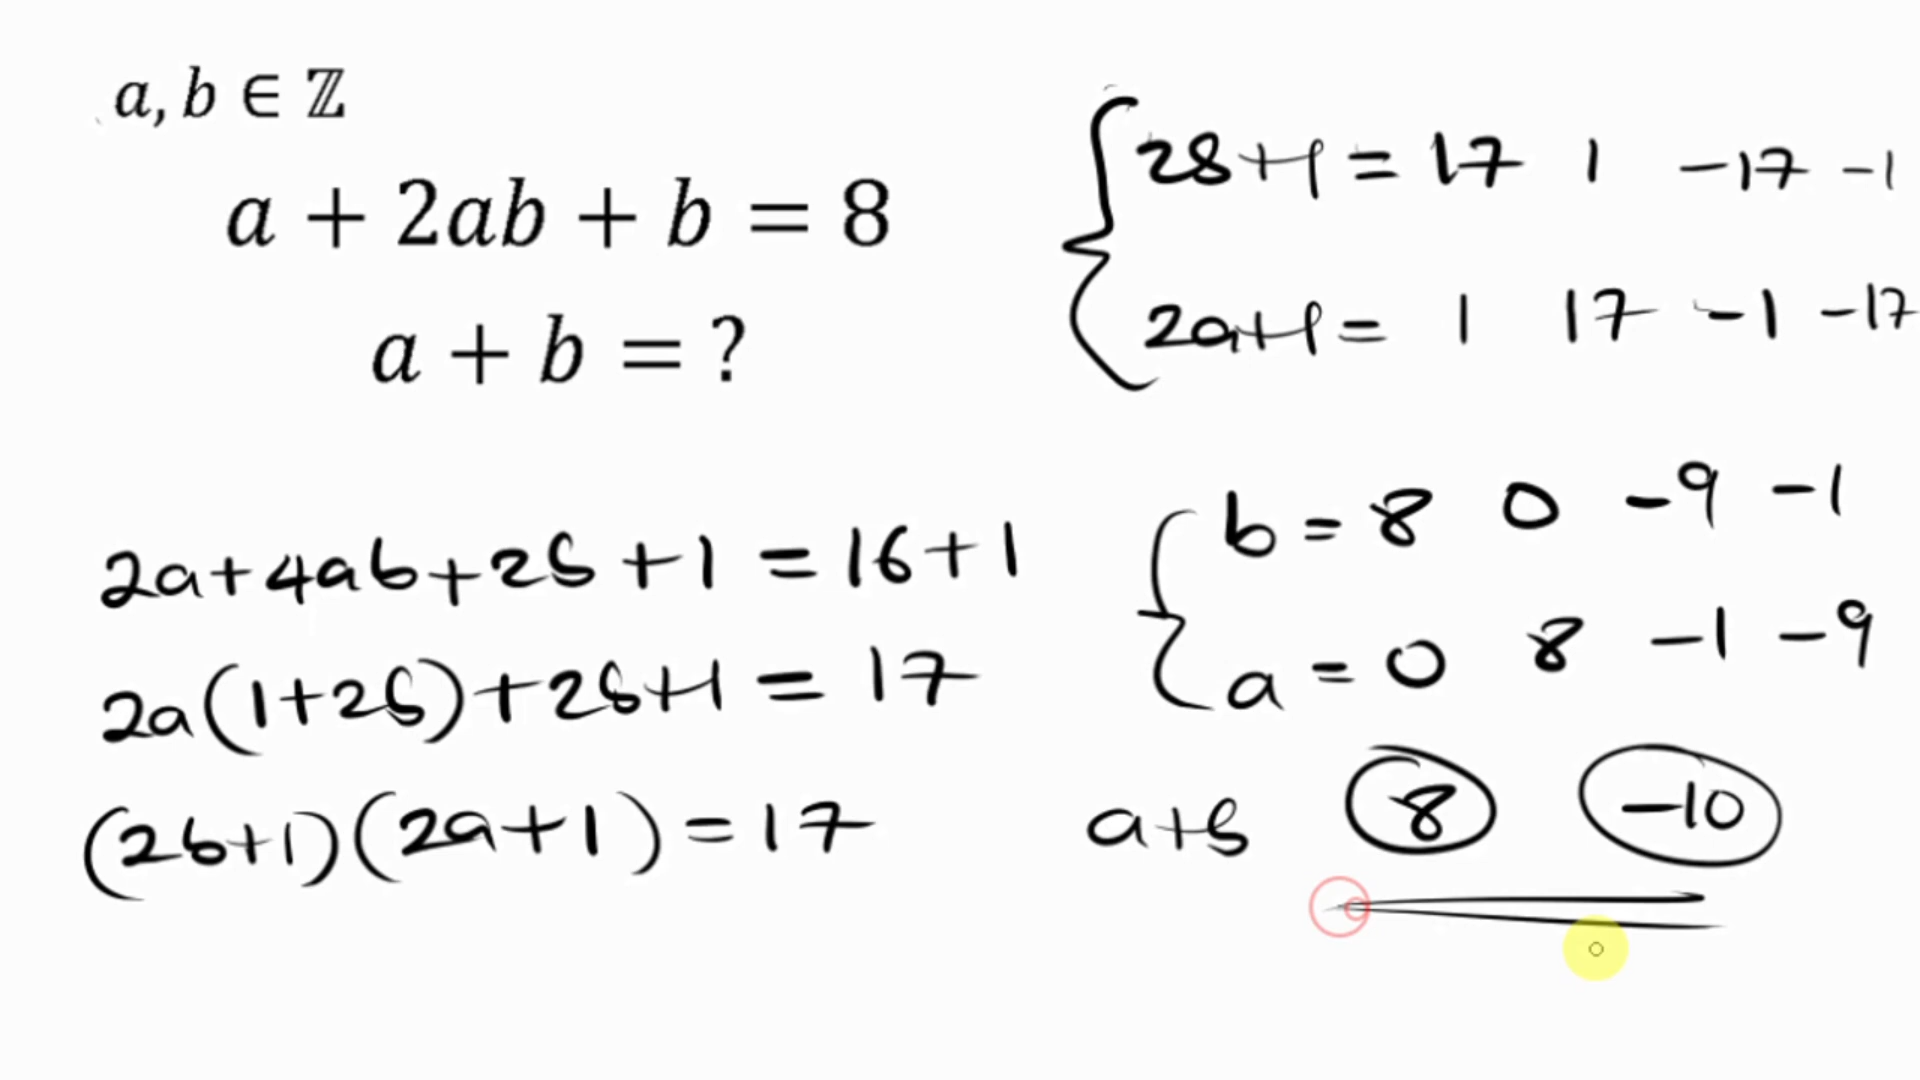 a, b ∈ ℤ
a + 2ab + b = 8
a + b = ?
2a+4ab+2b+1 = 16+1
2a(1+2b)+2b+1 = 17
(2b+1)(2a+1) = 17
2b+1 = 17 1 -17 -1
2a+1 = 1 17 -1 -17
b = 8 0 -9 -1
a = 0 8 -1 -9
a+b 8 -10